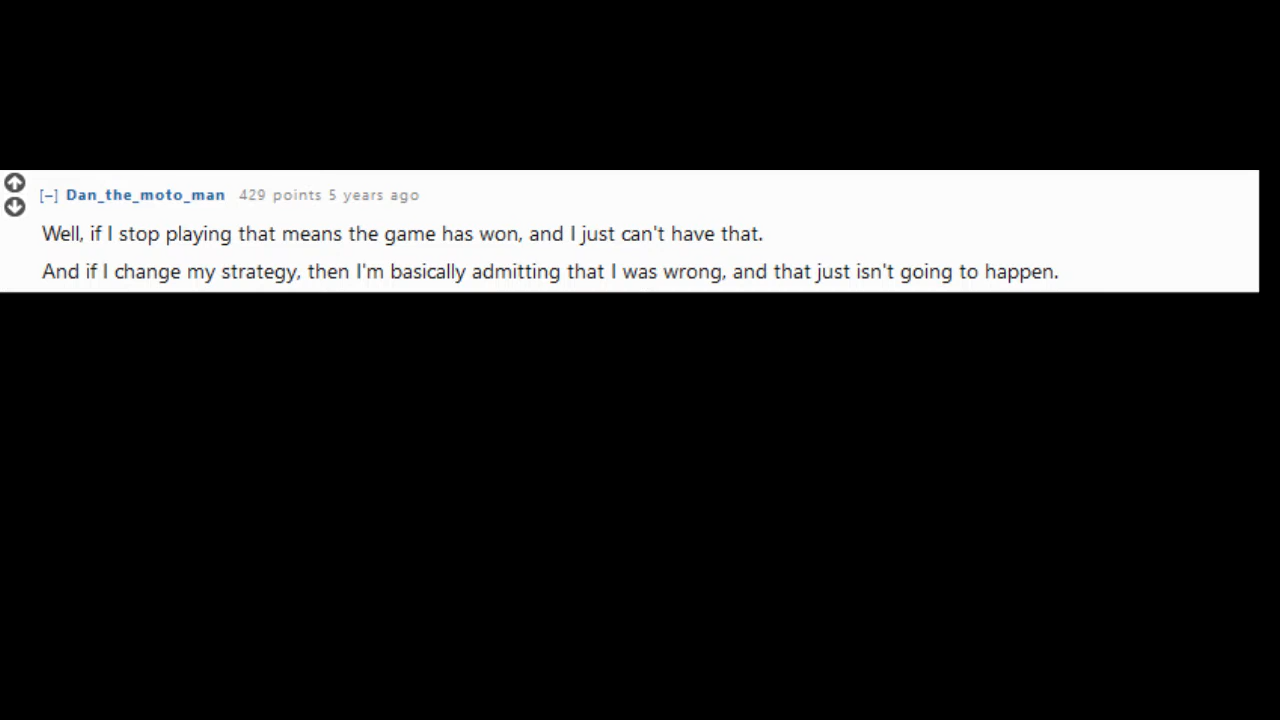 [–] Dan_the_moto_man 429 points 5 years ago
Well, if I stop playing that means the game has won, and I just can't have that.
And if I change my strategy, then I'm basically admitting that I was wrong, and that just isn't going to happen.